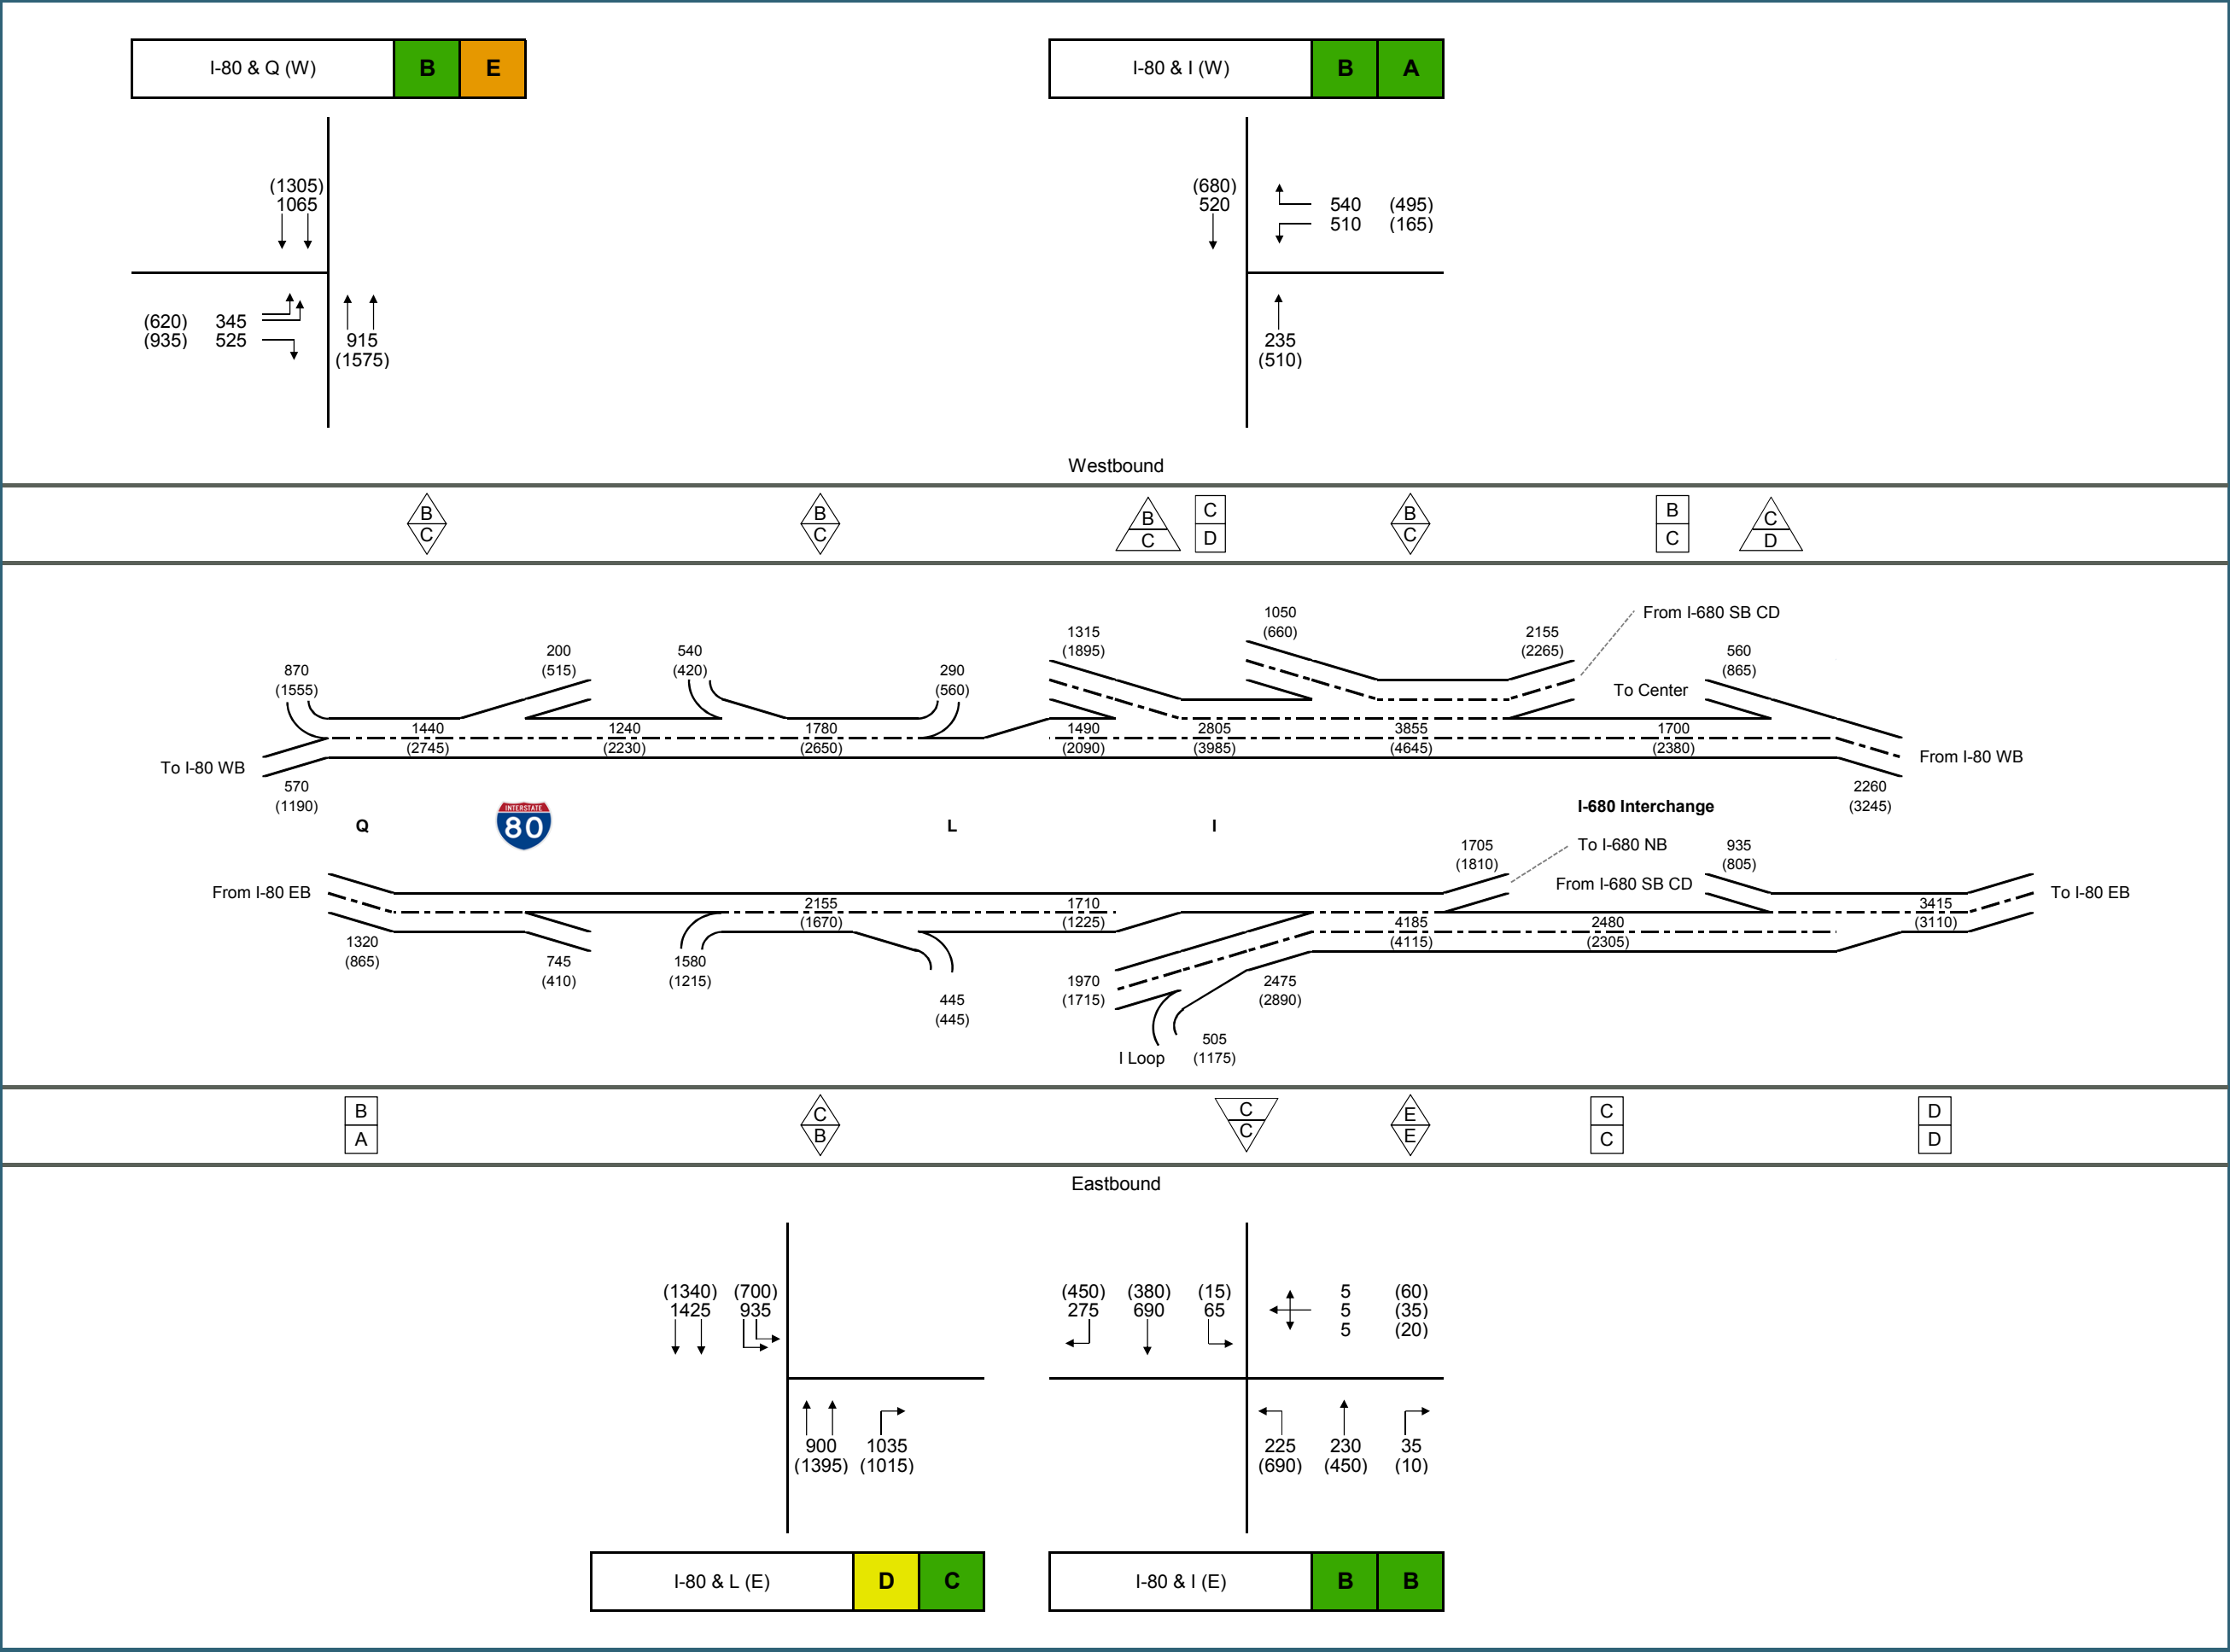 I-80 & Q (W) B E
I-80 & I (W) B A
(1305)
1065
(620) 345
(935) 525
915
(1575)
(680)
520
540 (495)
510 (165)
235
(510)
Westbound
B
C
B
C
B
C
C
D
B
C
B
C
C
D
870
(1555)
200
(515)
540
(420)
290
(560)
1315
(1895)
1050
(660)
2155
(2265)
From I-680 SB CD
560
(865)
To Center
1440
(2745)
1240
(2230)
1780
(2650)
1490
(2090)
2805
(3985)
3855
(4645)
1700
(2380)
To I-80 WB
From I-80 WB
570
(1190)
2260
(3245)
I-680 Interchange
Q
INTERSTATE
80
L
I
1705
(1810)
To I-680 NB
935
(805)
From I-680 SB CD
From I-80 EB
To I-80 EB
2155
(1670)
1710
(1225)
4185
(4115)
2480
(2305)
3415
(3110)
1320
(865)
745
(410)
1580
(1215)
445
(445)
1970
(1715)
2475
(2890)
505
(1175)
I Loop
B
A
C
B
C
C
E
E
C
C
D
D
Eastbound
(1340) (700)
1425 935
900 1035
(1395) (1015)
(450) (380) (15)
275 690 65
5 (60)
5 (35)
5 (20)
225 230 35
(690) (450) (10)
I-80 & L (E) D C
I-80 & I (E) B B